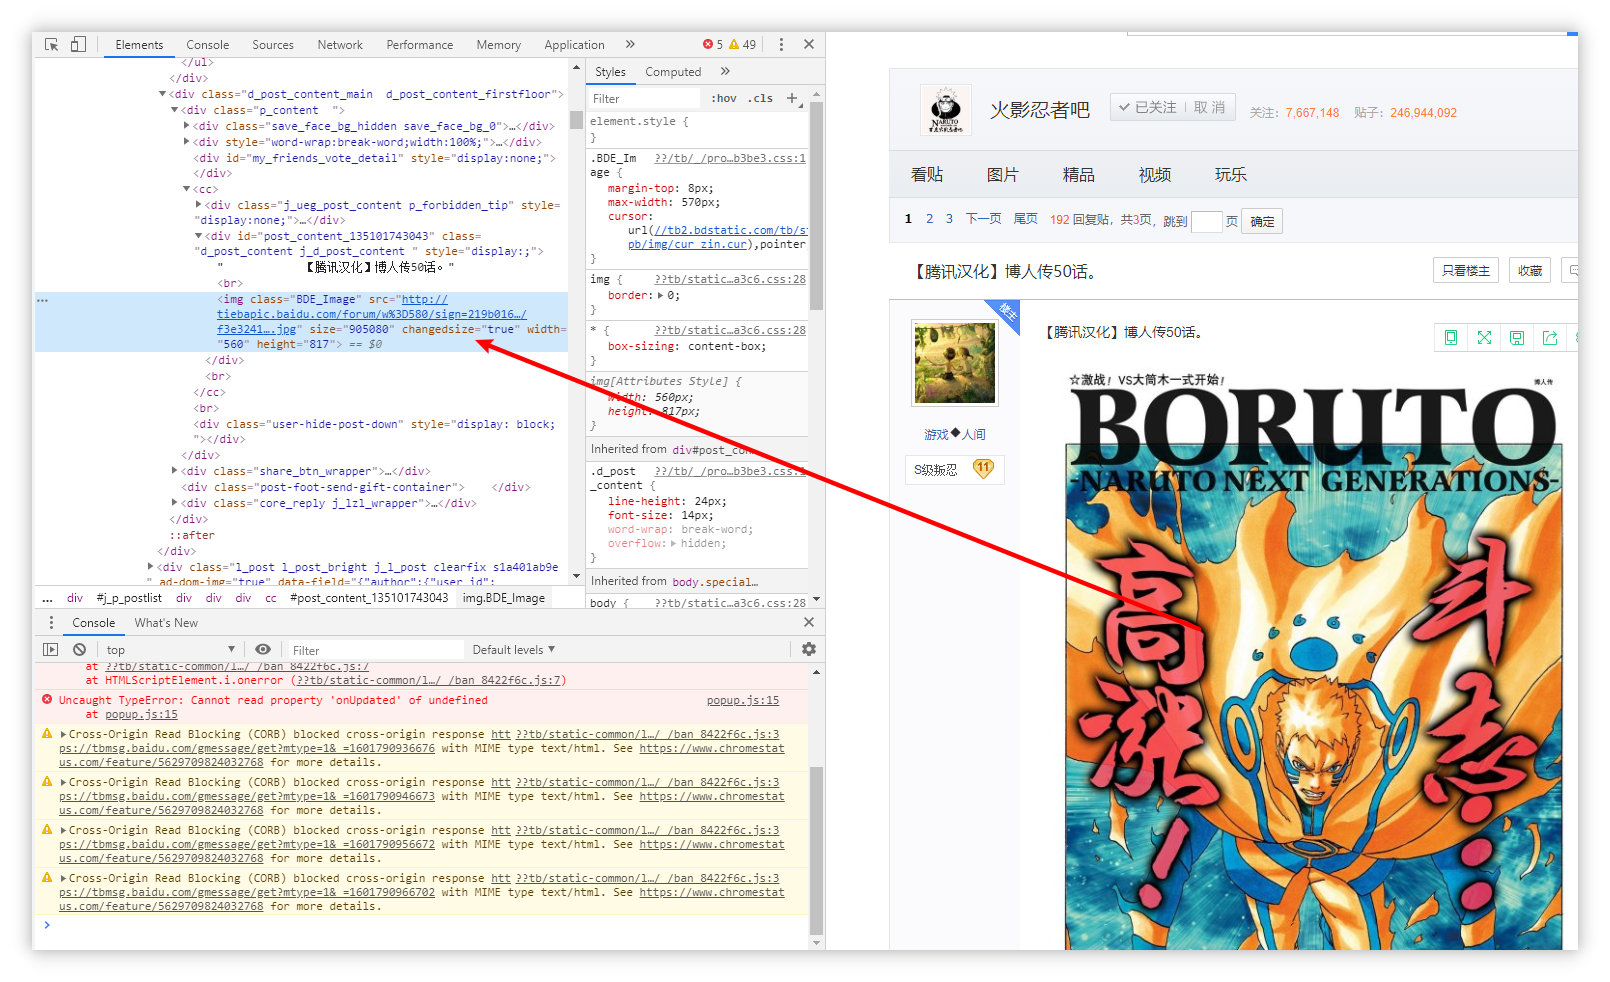 Elements Console Sources Network Performance Memory Application » 5 49
</ul>
</div>
<div class="d_post_content_main  d_post_content_firstfloor">
<div class="p_content  ">
<div class="save_face_bg_hidden save_face_bg_0">…</div>
<div style="word-wrap:break-word;width:100%;">…</div>
<div id="my_friends_vote_detail" style="display:none;">
</div>
<cc>
<div class="j_ueg_post_content p_forbidden_tip" style=
"display:none;">…</div>
<div id="post_content_135101743043" class=
"d_post_content j_d_post_content " style="display:;">
"            【腾讯汉化】博人传50话。"
<br>
<img class="BDE_Image" src="http://
tiebapic.baidu.com/forum/w%3D580/sign=219b016…/
f3e3241….jpg" size="905080" changedsize="true" width=
"560" height="817"> == $0
</div>
<br>
</cc>
<br>
<div class="user-hide-post-down" style="display: block;
"></div>
</div>
<div class="share_btn_wrapper">…</div>
<div class="post-foot-send-gift-container">    </div>
<div class="core_reply j_lzl_wrapper">…</div>
</div>
::after
</div>
<div class="l_post l_post_bright j_l_post clearfix s1a401ab9e
" ad-dom-img="true" data-field="{"author":{"user_id":
... div #j_p_postlist div div div cc #post_content_135101743043 img.BDE_Image
Styles Computed »
Filter :hov .cls +
element.style {
}
.BDE_Im ??/tb/_/pro…b3be3.css:1
age {
margin-top: 8px;
max-width: 570px;
cursor:
url(//tb2.bdstatic.com/tb/st
pb/img/cur_zin.cur),pointer
}
img { ??tb/static…a3c6.css:28
border: 0;
}
* { ??tb/static…a3c6.css:28
box-sizing: content-box;
}
img[Attributes Style] {
width: 560px;
height: 817px;
}
Inherited from div#post_con…
.d_post ??/tb/_/pro…b3be3.css:1
_content {
line-height: 24px;
font-size: 14px;
word-wrap: break-word;
overflow: hidden;
}
Inherited from body.special…
body { ??tb/static…a3c6.css:28
Console What's New
top Filter Default levels
at ??tb/static-common/l…/_/ban_8422f6c.js:7
at HTMLScriptElement.i.onerror (??tb/static-common/l…/_/ban_8422f6c.js:7)
Uncaught TypeError: Cannot read property 'onUpdated' of undefined popup.js:15
at popup.js:15
Cross-Origin Read Blocking (CORB) blocked cross-origin response htt ??tb/static-common/l…/_/ban_8422f6c.js:3
ps://tbmsg.baidu.com/gmessage/get?mtype=1&_=1601790936676 with MIME type text/html. See https://www.chromestat
us.com/feature/5629709824032768 for more details.
Cross-Origin Read Blocking (CORB) blocked cross-origin response htt ??tb/static-common/l…/_/ban_8422f6c.js:3
ps://tbmsg.baidu.com/gmessage/get?mtype=1&_=1601790946673 with MIME type text/html. See https://www.chromestat
us.com/feature/5629709824032768 for more details.
Cross-Origin Read Blocking (CORB) blocked cross-origin response htt ??tb/static-common/l…/_/ban_8422f6c.js:3
ps://tbmsg.baidu.com/gmessage/get?mtype=1&_=1601790956672 with MIME type text/html. See https://www.chromestat
us.com/feature/5629709824032768 for more details.
Cross-Origin Read Blocking (CORB) blocked cross-origin response htt ??tb/static-common/l…/_/ban_8422f6c.js:3
ps://tbmsg.baidu.com/gmessage/get?mtype=1&_=1601790966702 with MIME type text/html. See https://www.chromestat
us.com/feature/5629709824032768 for more details.
>
NARUTO
火影忍者吧 已关注 取 消 关注: 7,667,148 贴子: 246,944,092
看贴 图片 精品 视频 玩乐
1 2 3 下一页 尾页 192 回复贴，共3页，跳到 页 确定
【腾讯汉化】博人传50话。 只看楼主 收藏
楼主
【腾讯汉化】博人传50话。
游戏◆人间
S级叛忍 11
☆激战！VS大筒木一式开始！
博人传
BORUTO
-NARUTO NEXT GENERATIONS-
斗志…
高涨！